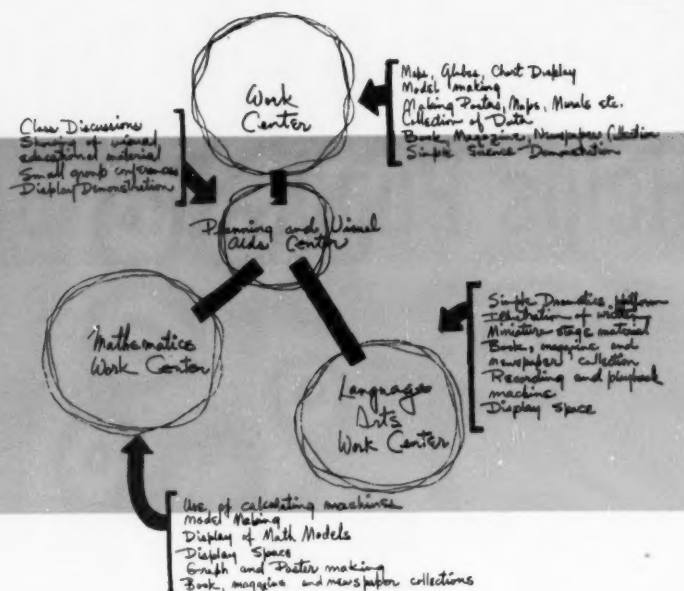 Work
Center
Maps, Globes, Chart Display
Model making
Making Posters, Maps, Murals etc.
Collection of Data
Book, Magazine, Newspapers Collection
Simple Science Demonstration
Class Discussions
Sharing of visual
educational material
Small group conferences
Display Demonstration
Planning and Visual
Aids Center
Mathematics
Work Center
Language
Arts
Work Center
Simple Dramatics platform
Illustration of writing
Miniature stage material
Book, magazine and
newspaper collection
Recording and playback
machine
Display Space
Use of calculating machines
Model Making
Display of Math Models
Display Space
Graph and Poster making
Book, magazine and newspaper collections